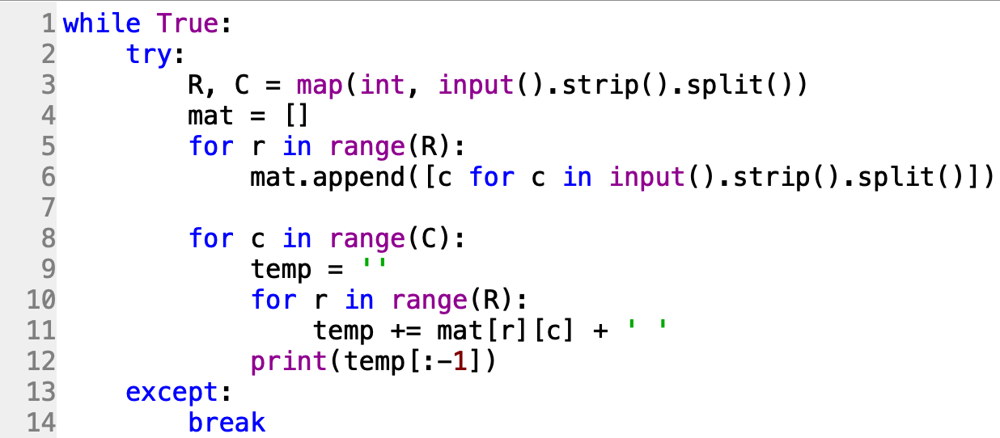 1 while True:
2     try:
3         R, C = map(int, input().strip().split())
4         mat = []
5         for r in range(R):
6             mat.append([c for c in input().strip().split()])
7
8         for c in range(C):
9             temp = ''
10             for r in range(R):
11                 temp += mat[r][c] + ' '
12             print(temp[:-1])
13     except:
14         break